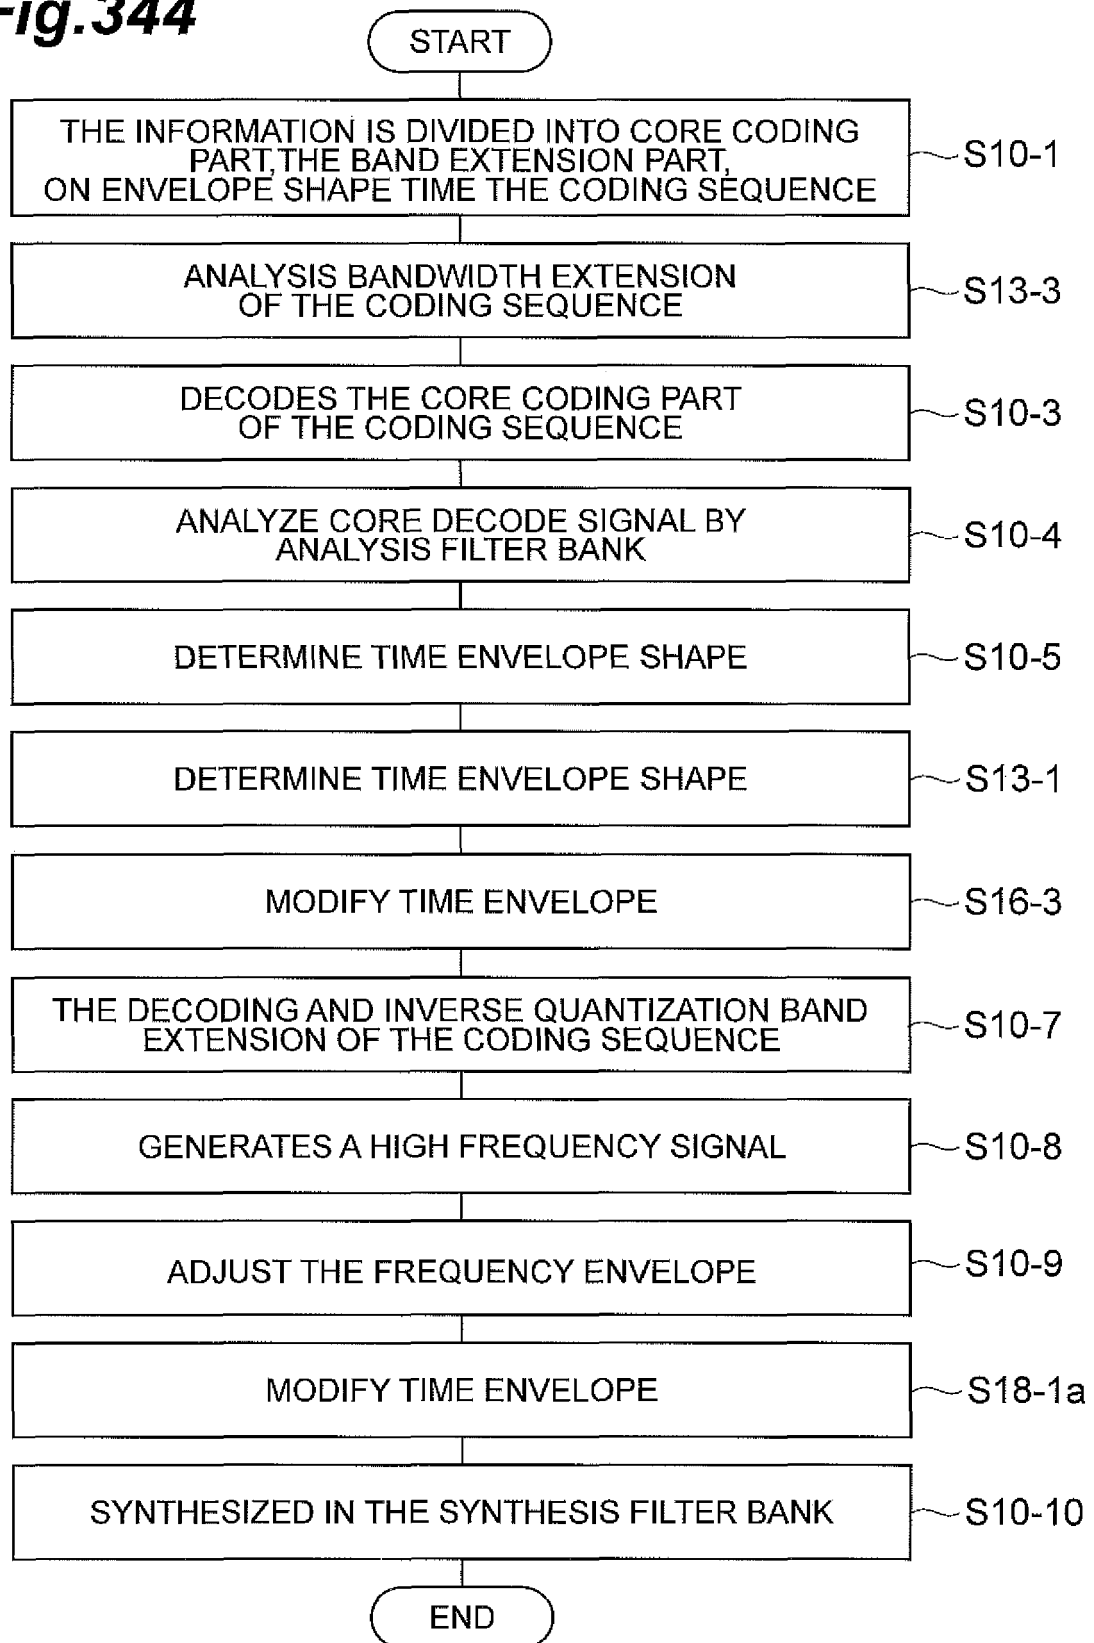 Fig.344
START
THE INFORMATION IS DIVIDED INTO CORE CODING
PART,THE BAND EXTENSION PART,
ON ENVELOPE SHAPE TIME THE CODING SEQUENCE
S10-1
ANALYSIS BANDWIDTH EXTENSION
OF THE CODING SEQUENCE
S13-3
DECODES THE CORE CODING PART
OF THE CODING SEQUENCE
S10-3
ANALYZE CORE DECODE SIGNAL BY
ANALYSIS FILTER BANK
S10-4
DETERMINE TIME ENVELOPE SHAPE
S10-5
DETERMINE TIME ENVELOPE SHAPE
S13-1
MODIFY TIME ENVELOPE
S16-3
THE DECODING AND INVERSE QUANTIZATION BAND
EXTENSION OF THE CODING SEQUENCE
S10-7
GENERATES A HIGH FREQUENCY SIGNAL
S10-8
ADJUST THE FREQUENCY ENVELOPE
S10-9
MODIFY TIME ENVELOPE
S18-1a
SYNTHESIZED IN THE SYNTHESIS FILTER BANK
S10-10
END